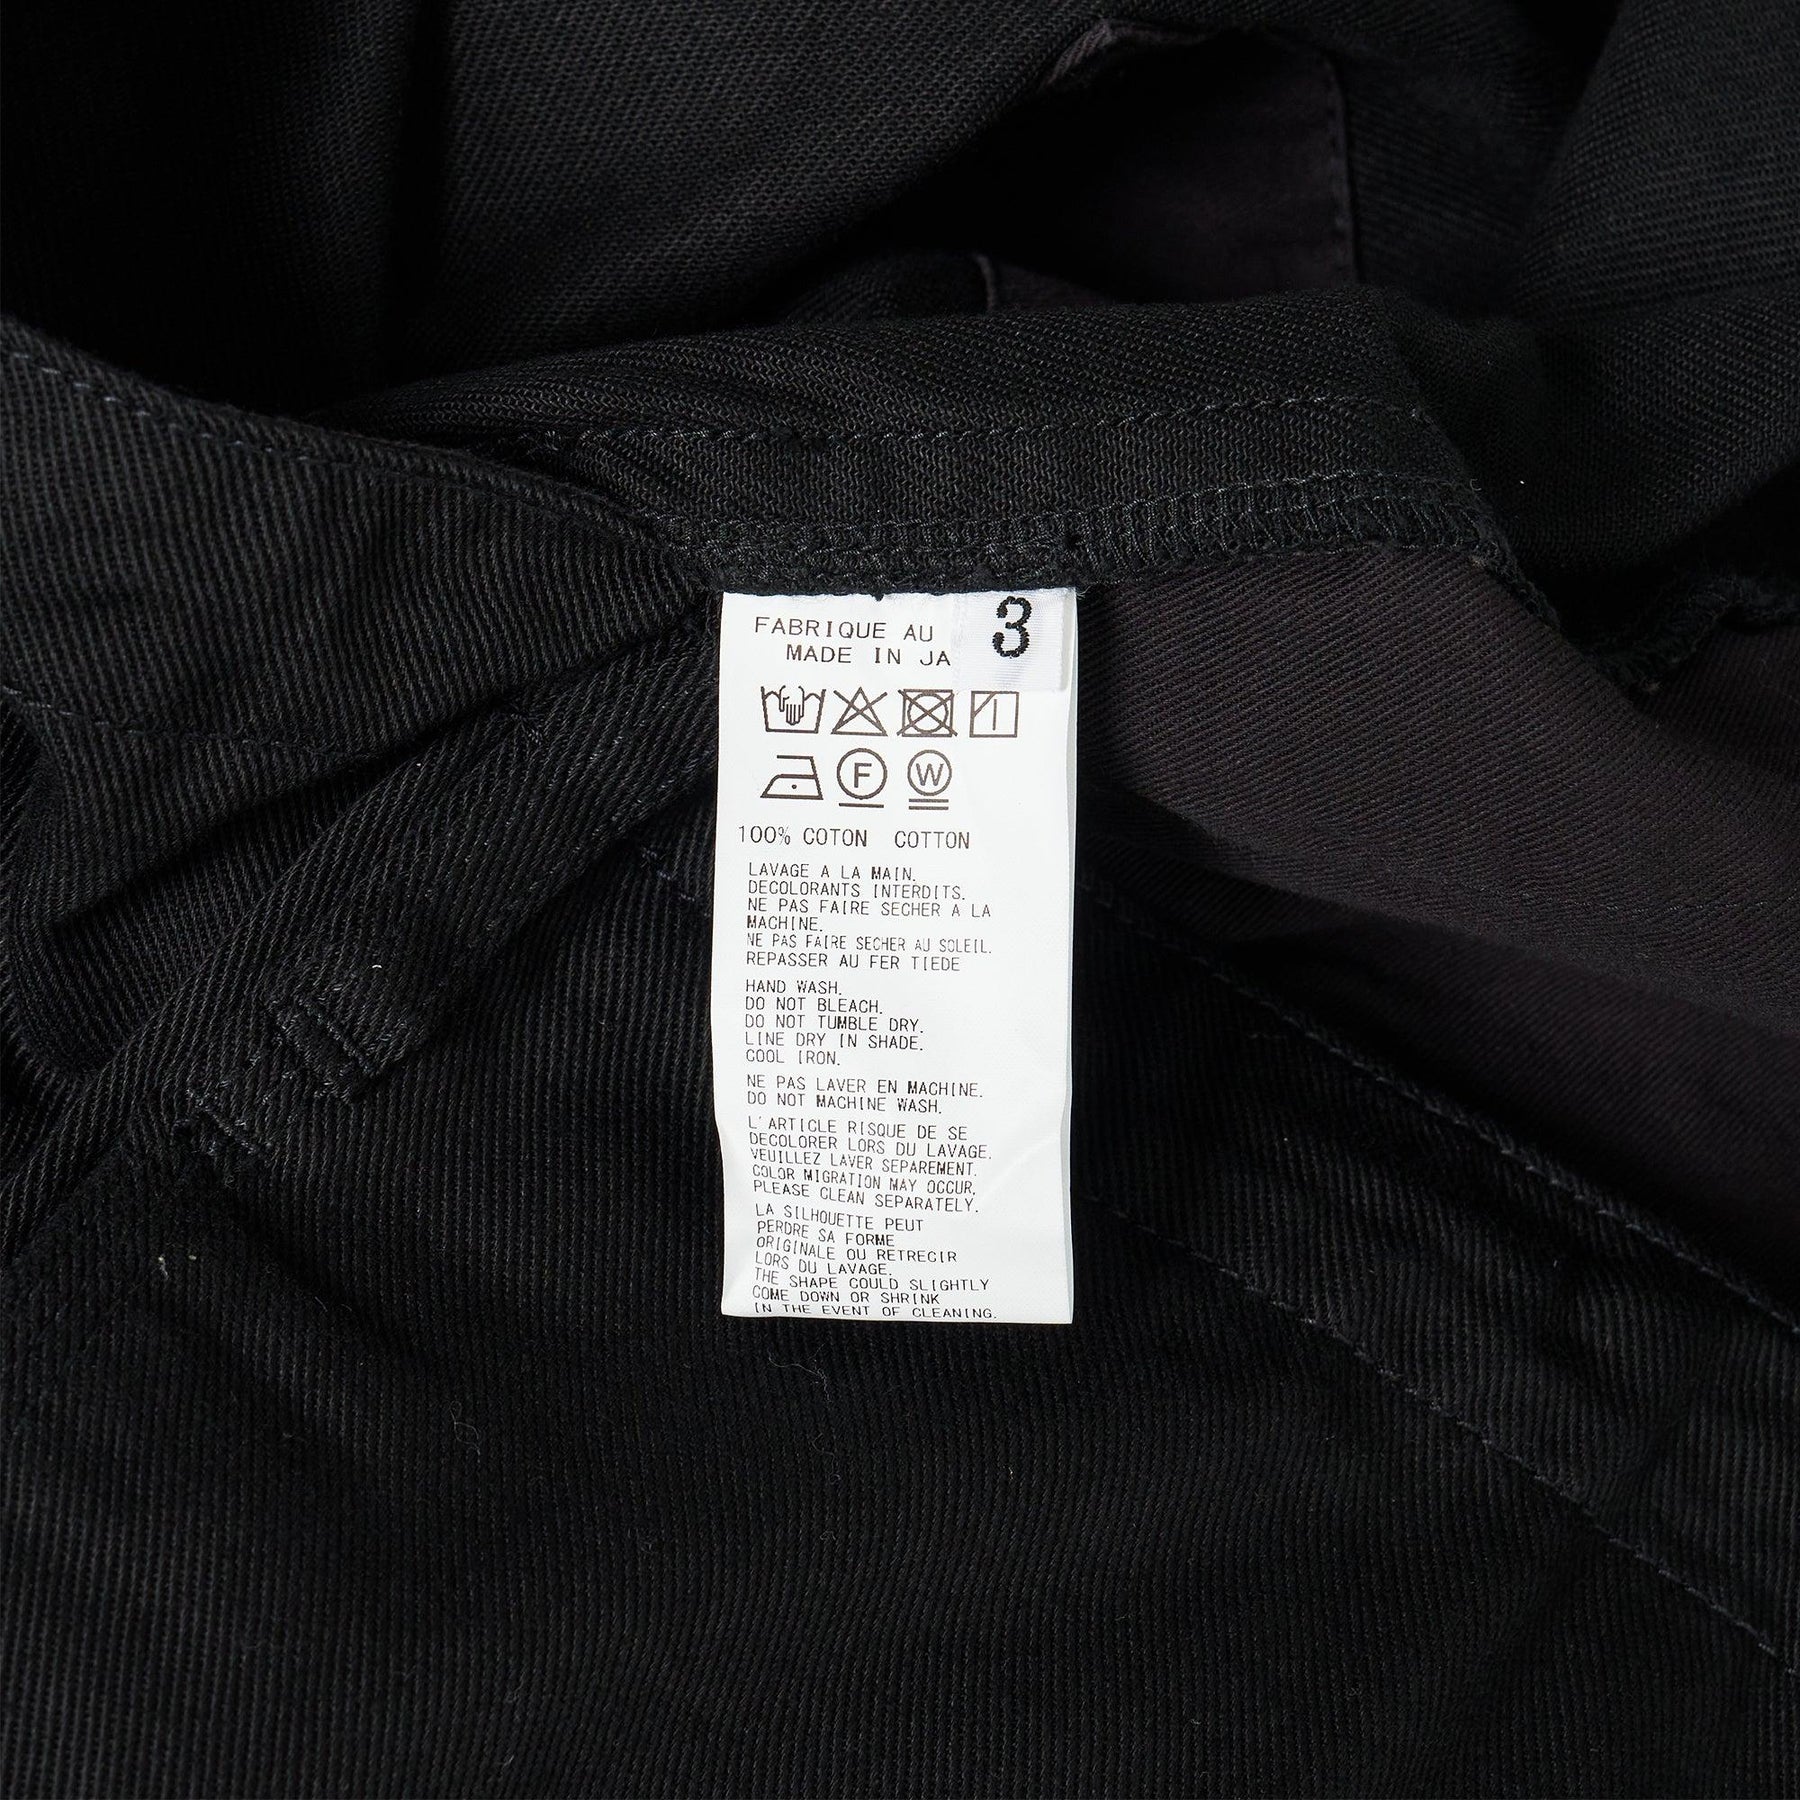 FABRIQUE AU
3
MADE IN JA
F W
100% COTON COTTON
LAVAGE A LA MAIN.
DECOLORANTS INTERDITS.
NE PAS FAIRE SECHER A LA
MACHINE.
NE PAS FAIRE SECHER AU SOLEIL.
REPASSER AU FER TIEDE
HAND WASH.
DO NOT BLEACH.
DO NOT TUMBLE DRY.
LINE DRY IN SHADE.
COOL IRON.
NE PAS LAVER EN MACHINE.
DO NOT MACHINE WASH.
L'ARTICLE RISQUE DE SE
DECOLORER LORS DU LAVAGE.
VEUILLEZ LAVER SEPAREMENT.
COLOR MIGRATION MAY OCCUR.
PLEASE CLEAN SEPARATELY.
LA SILHOUETTE PEUT
PERDRE SA FORME
ORIGINALE OU RETRECIR
LORS DU LAVAGE.
THE SHAPE COULD SLIGHTLY
COME DOWN OR SHRINK
IN THE EVENT OF CLEANING.